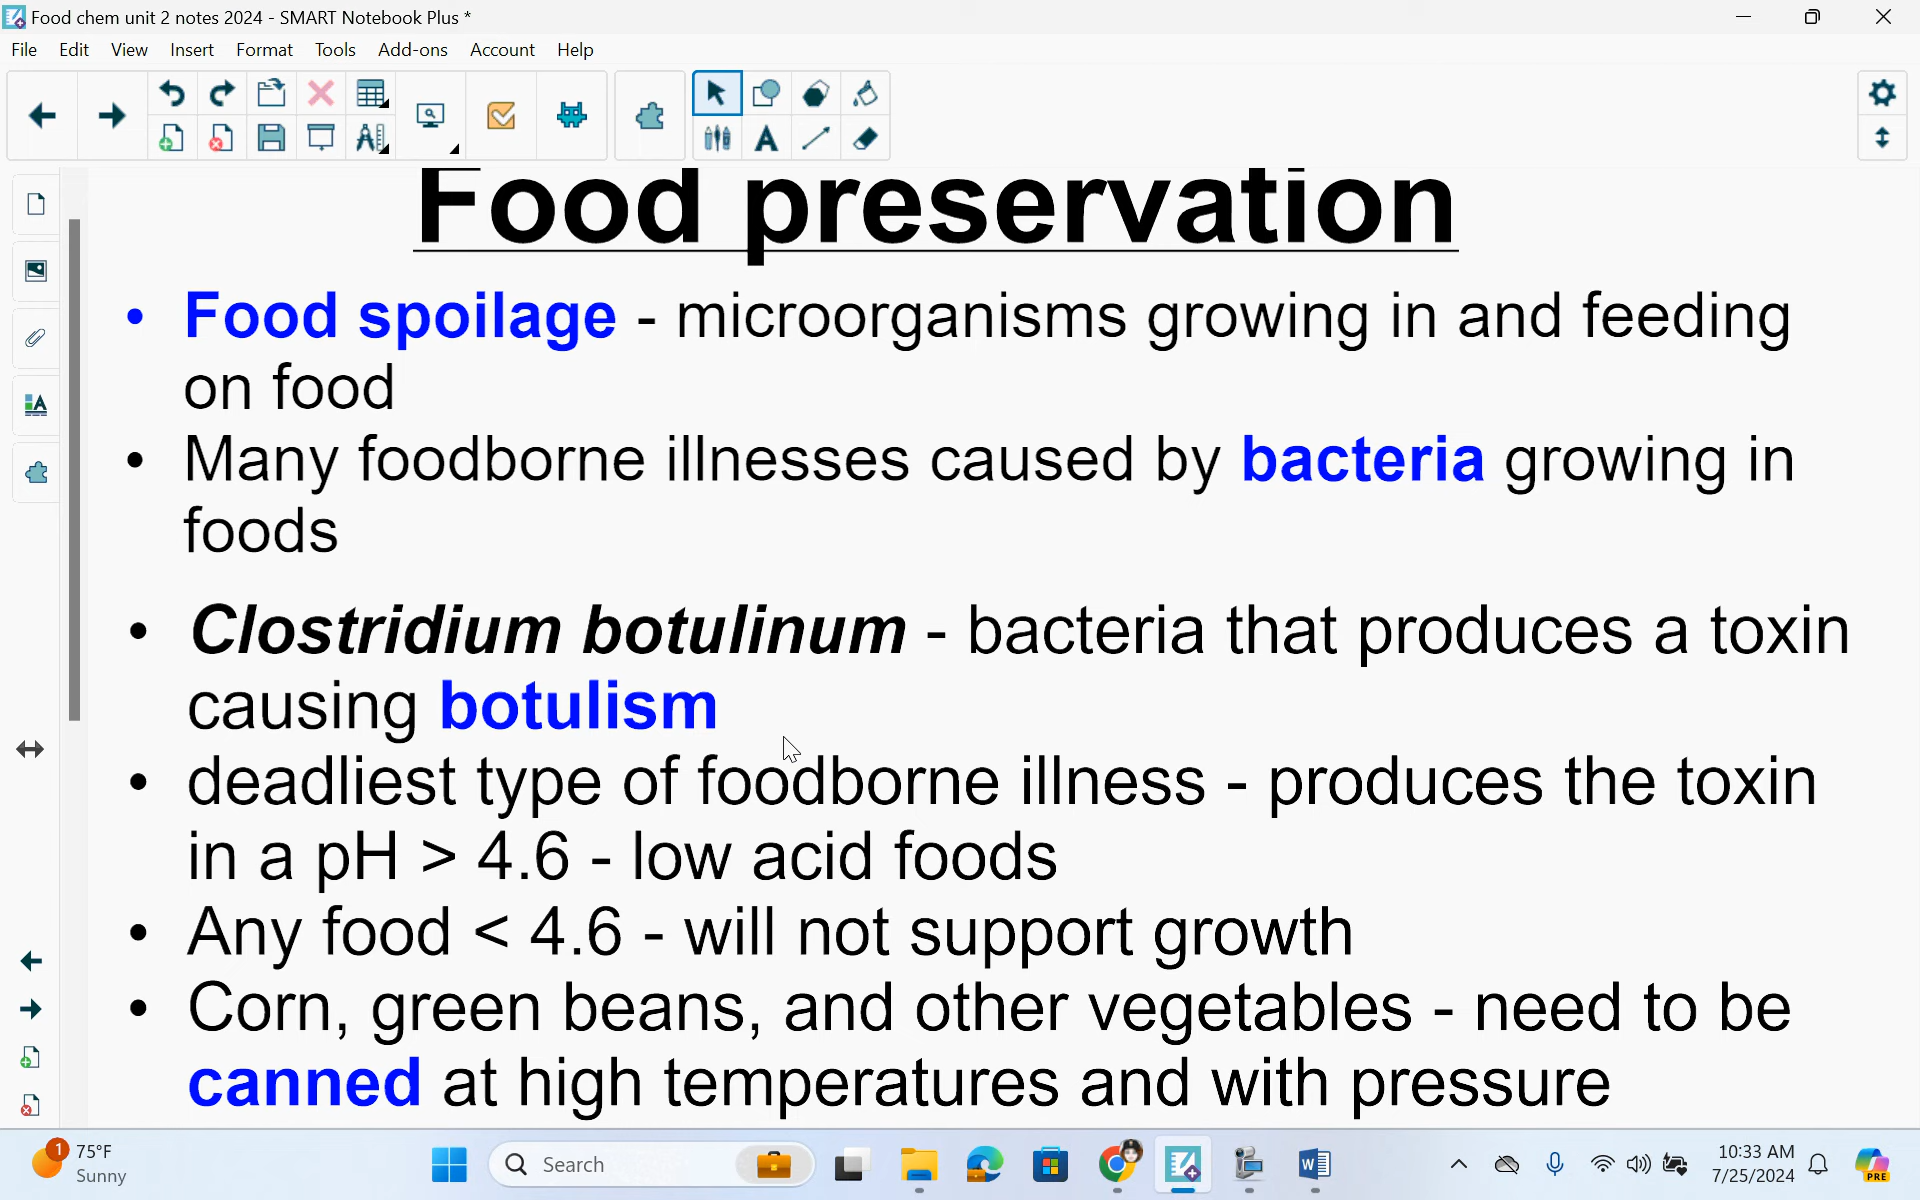 Food chem unit 2 notes 2024 - SMART Notebook Plus *
File Edit View Insert Format Tools Add-ons Account Help
Food preservation
• Food spoilage - microorganisms growing in and feeding
on food
• Many foodborne illnesses caused by bacteria growing in
foods
• Clostridium botulinum - bacteria that produces a toxin
causing botulism
• deadliest type of foodborne illness - produces the toxin
in a pH > 4.6 - low acid foods
• Any food < 4.6 - will not support growth
• Corn, green beans, and other vegetables - need to be
canned at high temperatures and with pressure
1 75°F
Sunny
Search
10:33 AM
7/25/2024
PRE